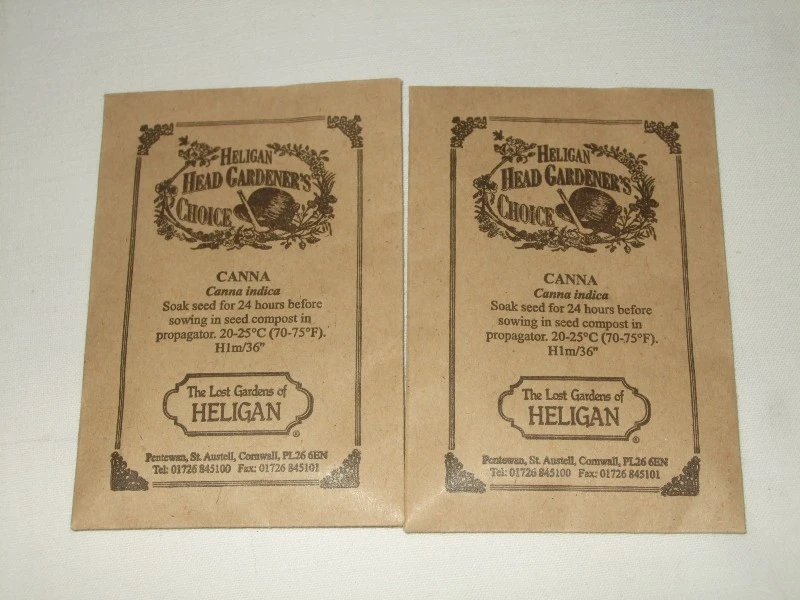 HELIGAN
HEAD GARDENER'S
CHOICE
CANNA
Canna indica
Soak seed for 24 hours before
sowing in seed compost in
propagator. 20-25°C (70-75°F).
H1m/36"
The Lost Gardens of
HELIGAN
®
Pentewan, St. Austell, Cornwall, PL26 6EN
Tel: 01726 845100 Fax: 01726 845101
HELIGAN
HEAD GARDENER'S
CHOICE
CANNA
Canna indica
Soak seed for 24 hours before
sowing in seed compost in
propagator. 20-25°C (70-75°F).
H1m/36"
The Lost Gardens of
HELIGAN
®
Pentewan, St. Austell, Cornwall, PL26 6EN
Tel: 01726 845100 Fax: 01726 845101